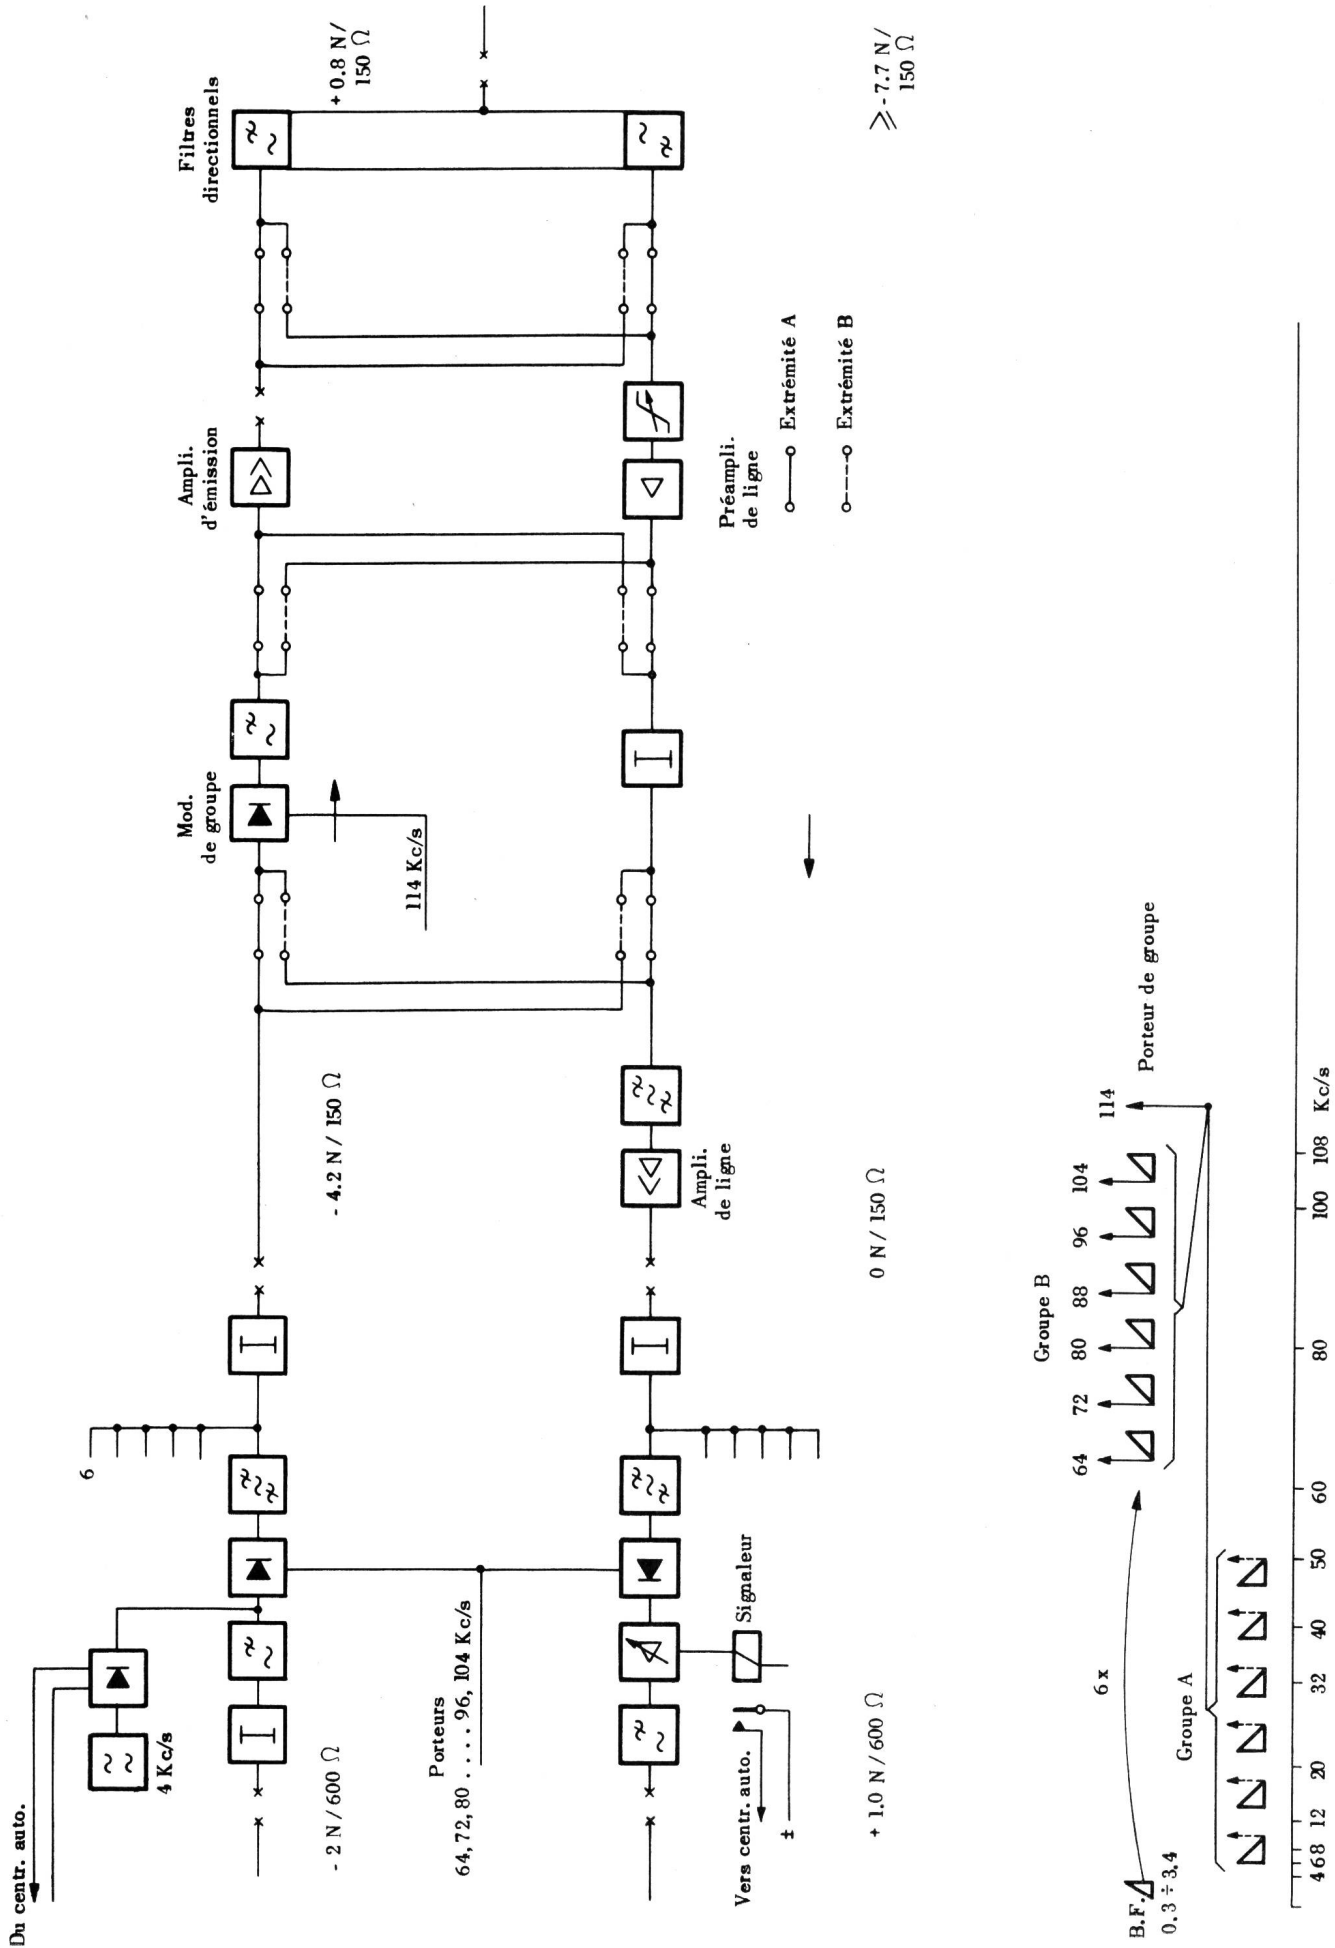 Du centr. auto.
4 Kc/s
6
- 2 N / 600 Ω
- 4.2 N / 150 Ω
Mod.
de groupe
114 Kc/s
Ampli.
d'émission
Filtres
directionnels
+ 0.8 N /
150 Ω
Porteurs
64, 72, 80 . . . . 96, 104 Kc/s
Signaleur
Vers centr. auto.
±
+ 1.0 N / 600 Ω
Ampli.
de ligne
0 N / 150 Ω
Préampli.
de ligne
Extrémité A
Extrémité B
⩾ - 7.7 N /
150 Ω
B.F.
0.3 ÷ 3.4
6 x
Groupe A
Groupe B
64 72 80 88 96 104 114
Porteur de groupe
4 6 8 12 20 32 40 50 60 80 100 108 Kc/s